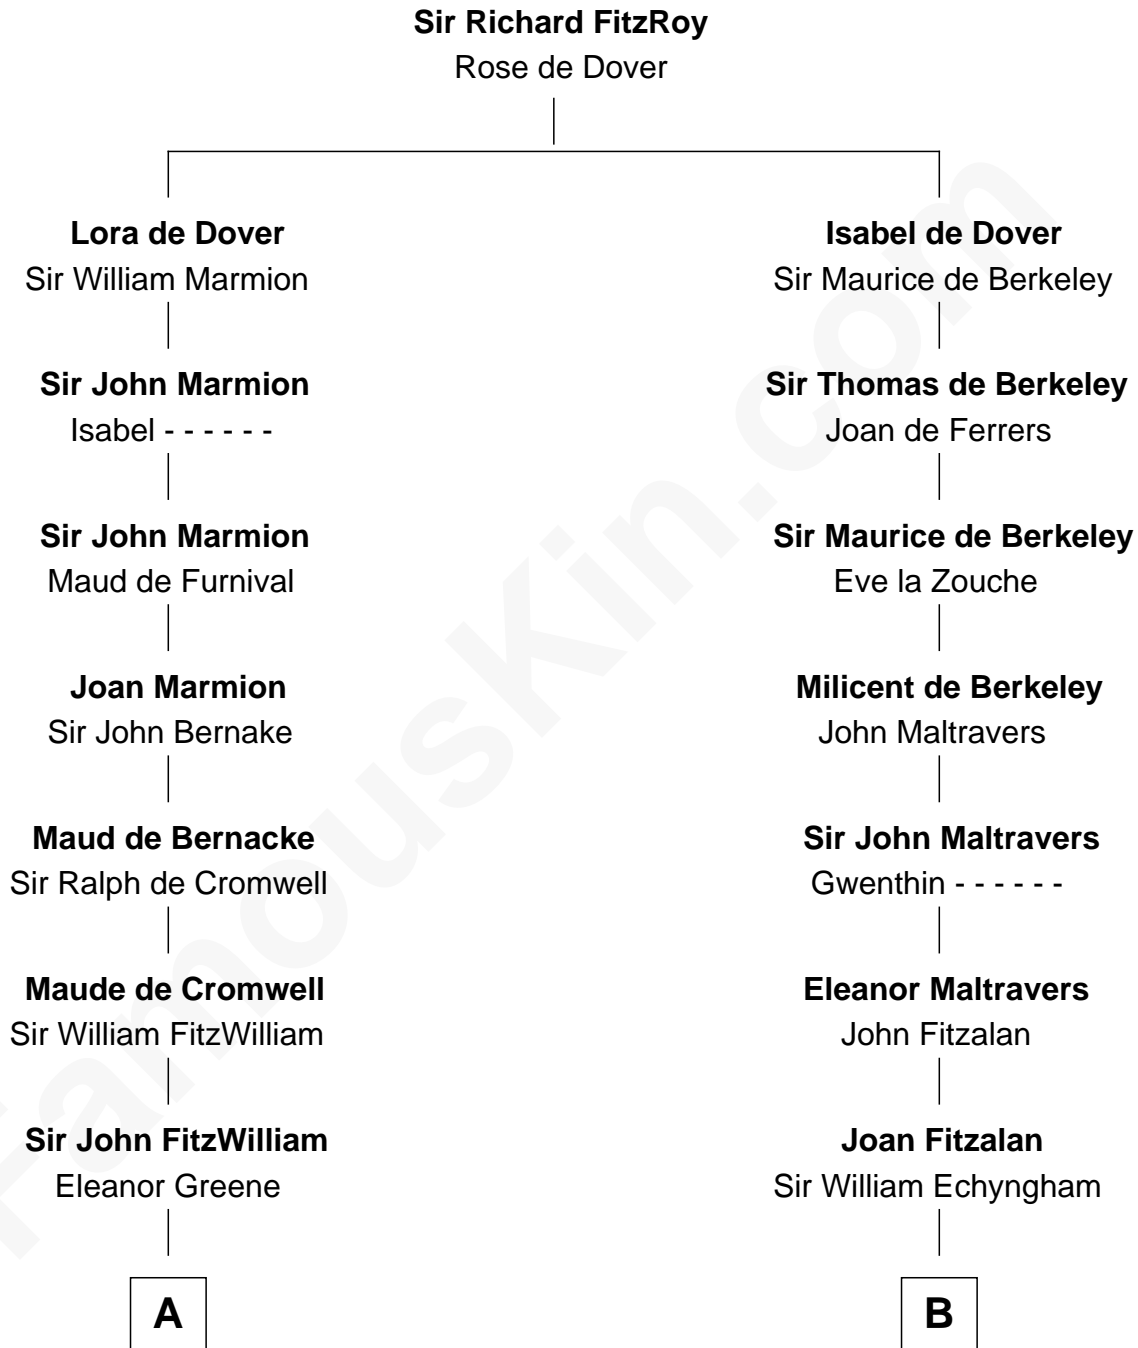 Sir Richard FitzRoy
Rose de Dover
Lora de Dover
Sir William Marmion
Isabel de Dover
Sir Maurice de Berkeley
Sir John Marmion
Isabel - - - - - -
Sir Thomas de Berkeley
Joan de Ferrers
Sir John Marmion
Maud de Furnival
Sir Maurice de Berkeley
Eve la Zouche
Joan Marmion
Sir John Bernake
Milicent de Berkeley
John Maltravers
Maud de Bernacke
Sir Ralph de Cromwell
Sir John Maltravers
Gwenthin - - - - - -
Maude de Cromwell
Sir William FitzWilliam
Eleanor Maltravers
John Fitzalan
Sir John FitzWilliam
Eleanor Greene
Joan Fitzalan
Sir William Echyngham
A
B
FamousKin.com